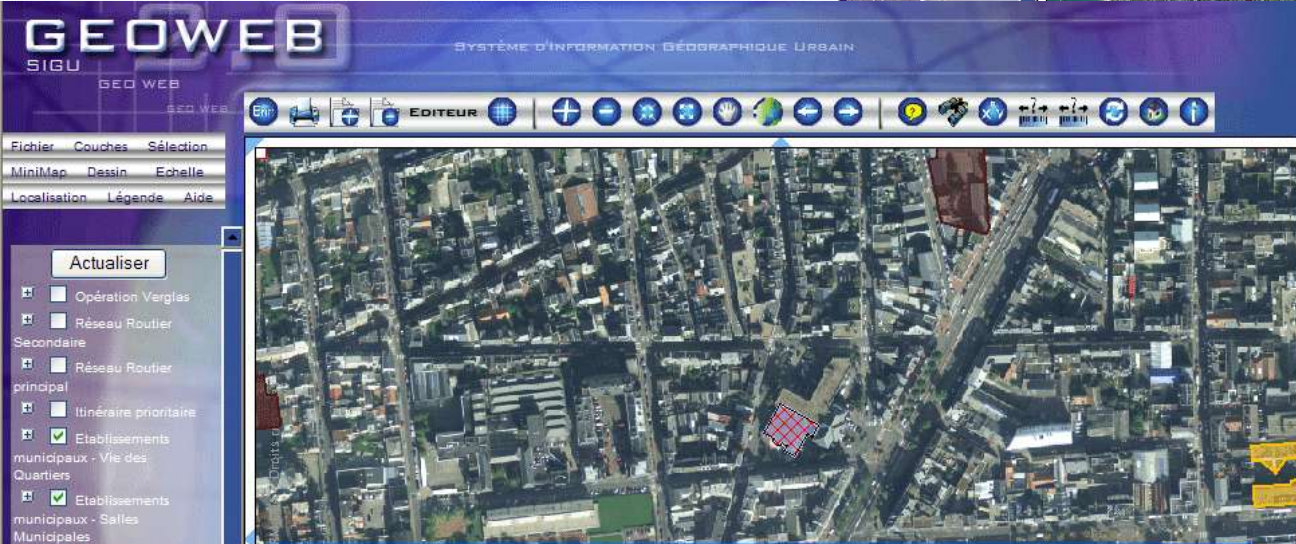 GEOWEB
SIGU
GEO WEB
GEO WEB
SYSTÈME D'INFORMATION GÉOGRAPHIQUE URBAIN
EDITEUR
Fichier Couches Sélection
MiniMap Dessin Echelle
Localisation Légende Aide
Actualiser
Opération Verglas
Réseau Routier
Secondaire
Réseau Routier
principal
Itinéraire prioritaire
Etablissements
municipaux - Vie des
Quartiers
Etablissements
municipaux - Salles
Municipales
Droits